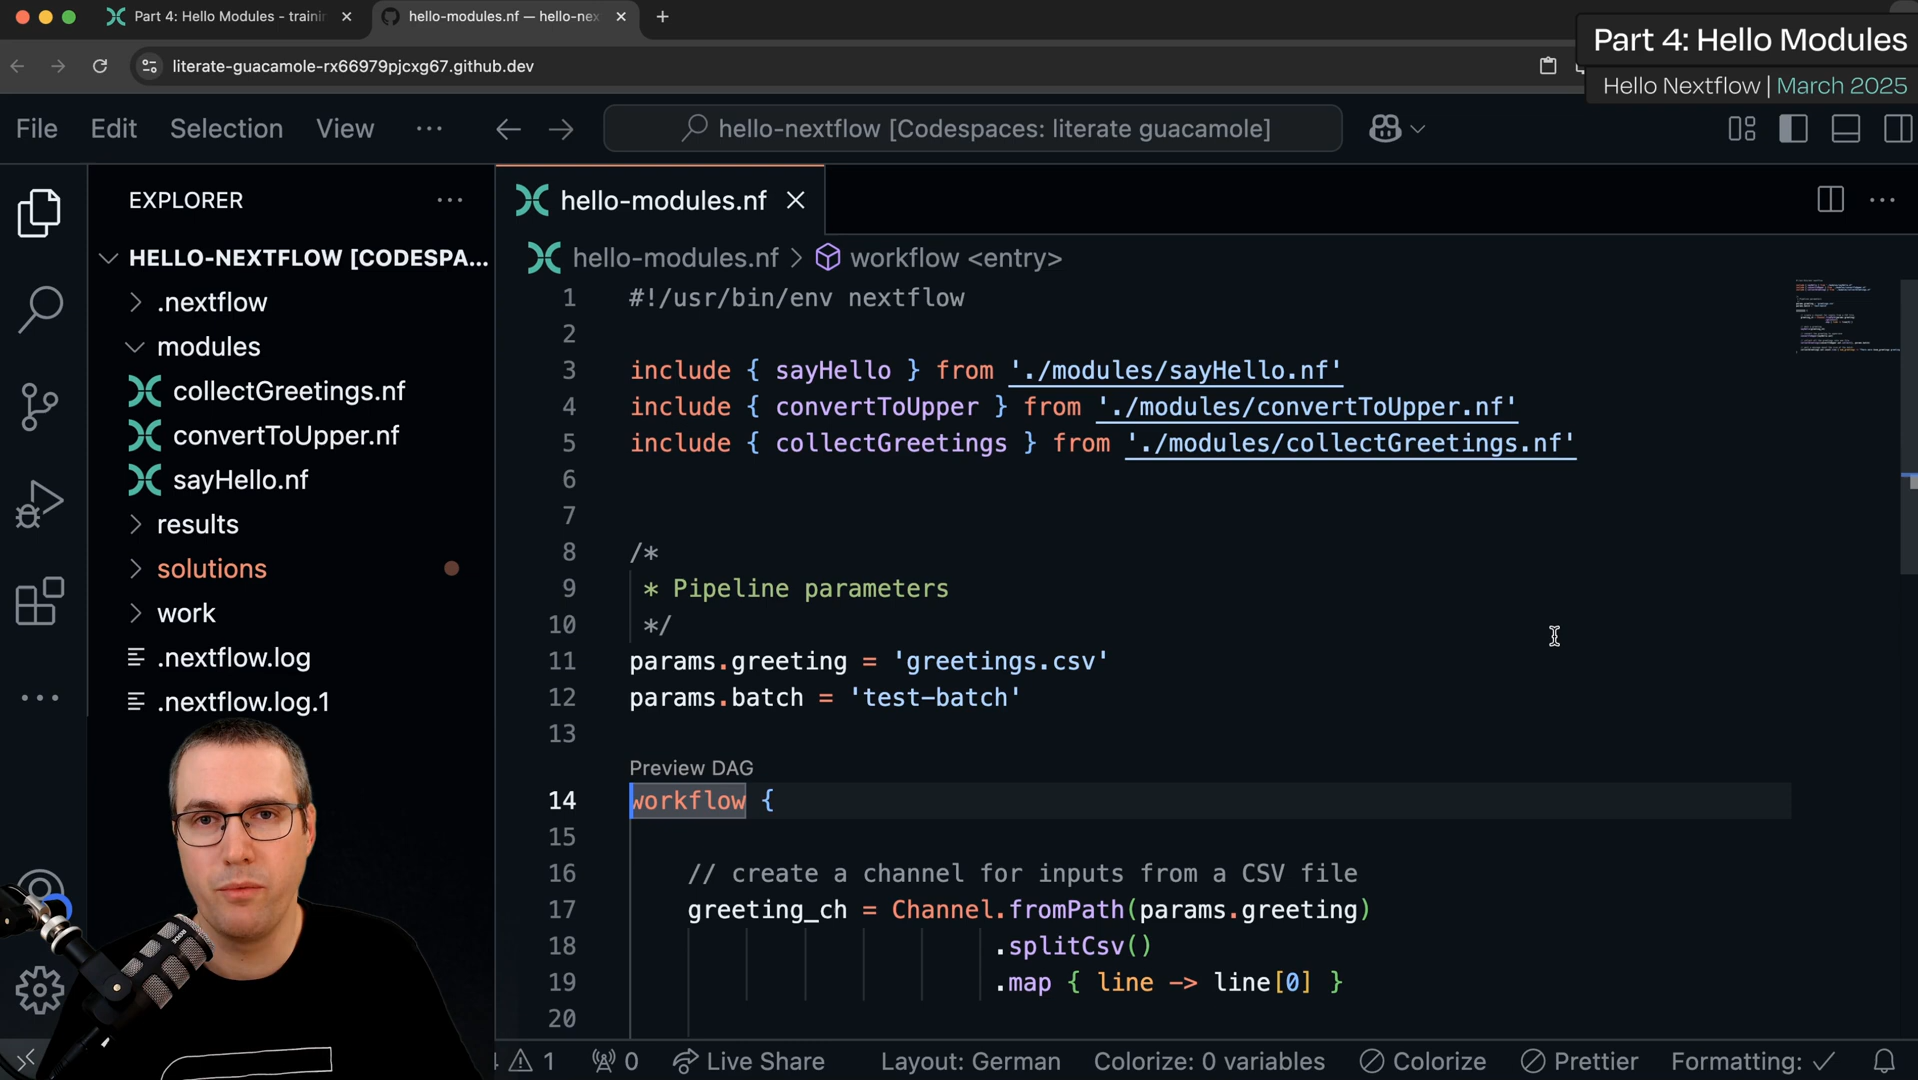 Part 4: Hello Modules - trainin
hello-modules.nf — hello-nex
Part 4: Hello Modules
literate-guacamole-rx66979pjcxg67.github.dev
Hello Nextflow | March 2025
File Edit Selection View ···
hello-nextflow [Codespaces: literate guacamole]
EXPLORER
hello-modules.nf
HELLO-NEXTFLOW [CODESPA...
hello-modules.nf > workflow <entry>
.nextflow
modules
collectGreetings.nf
convertToUpper.nf
sayHello.nf
results
solutions
work
.nextflow.log
.nextflow.log.1
1 #!/usr/bin/env nextflow
2
3 include { sayHello } from './modules/sayHello.nf'
4 include { convertToUpper } from './modules/convertToUpper.nf'
5 include { collectGreetings } from './modules/collectGreetings.nf'
6
7
8 /*
9 * Pipeline parameters
10 */
11 params.greeting = 'greetings.csv'
12 params.batch = 'test-batch'
13
Preview DAG
14 workflow {
15
16 // create a channel for inputs from a CSV file
17 greeting_ch = Channel.fromPath(params.greeting)
18 .splitCsv()
19 .map { line -> line[0] }
20
1 0 Live Share Layout: German Colorize: 0 variables Colorize Prettier Formatting: ✓